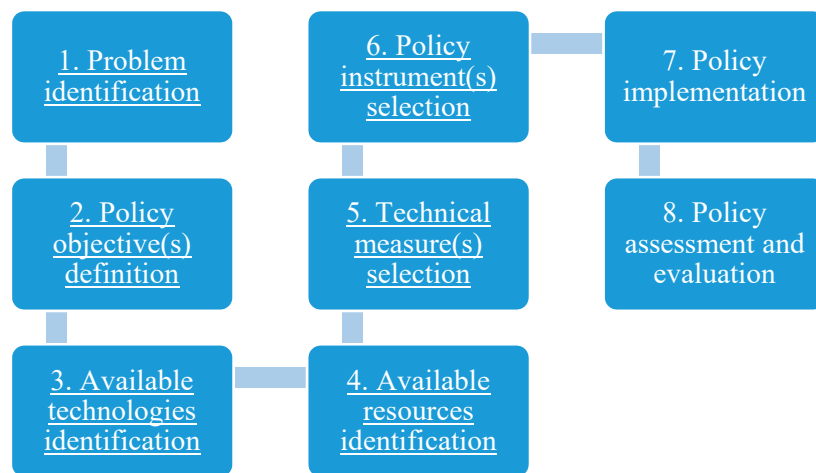 1. Problem
identification
2. Policy
objective(s)
definition
3. Available
technologies
identification
4. Available
resources
identification
5. Technical
measure(s)
selection
6. Policy
instrument(s)
selection
7. Policy
implementation
8. Policy
assessment and
evaluation